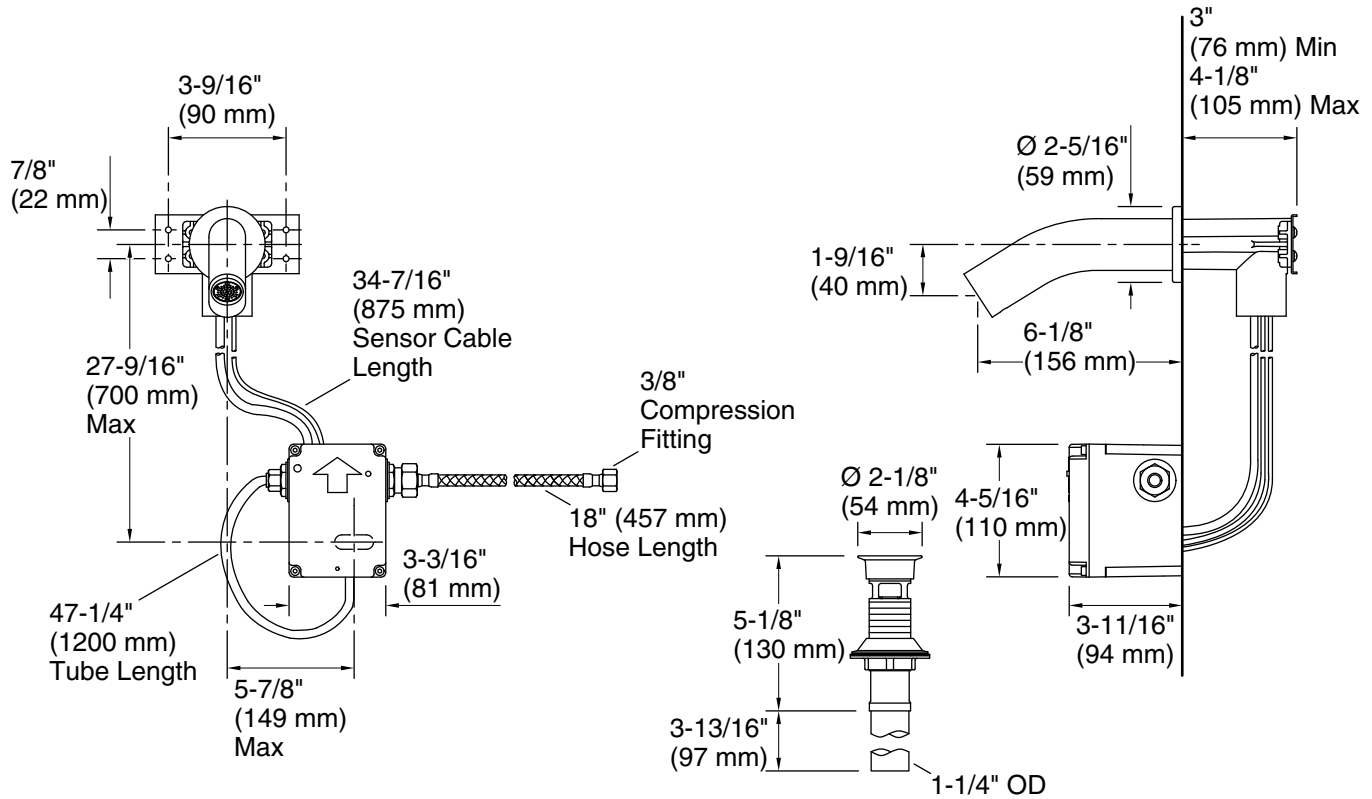 3-9/16"
(90 mm)
7/8"
(22 mm)
34-7/16"
(875 mm)
Sensor Cable
Length
27-9/16"
(700 mm)
Max
3/8"
Compression
Fitting
18" (457 mm)
Hose Length
3-3/16"
(81 mm)
47-1/4"
(1200 mm)
Tube Length
5-7/8"
(149 mm)
Max
3"
(76 mm) Min
4-1/8"
(105 mm) Max
Ø 2-5/16"
(59 mm)
1-9/16"
(40 mm)
6-1/8"
(156 mm)
Ø 2-1/8"
(54 mm)
4-5/16"
(110 mm)
5-1/8"
(130 mm)
3-11/16"
(94 mm)
3-13/16"
(97 mm)
1-1/4" OD